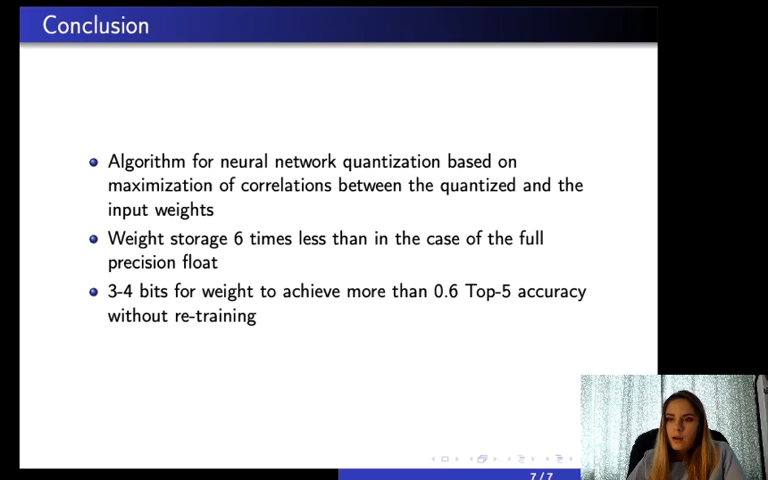 Conclusion
Algorithm for neural network quantization based on
maximization of correlations between the quantized and the
input weights
Weight storage 6 times less than in the case of the full
precision float
3-4 bits for weight to achieve more than 0.6 Top-5 accuracy
without re-training
7/7